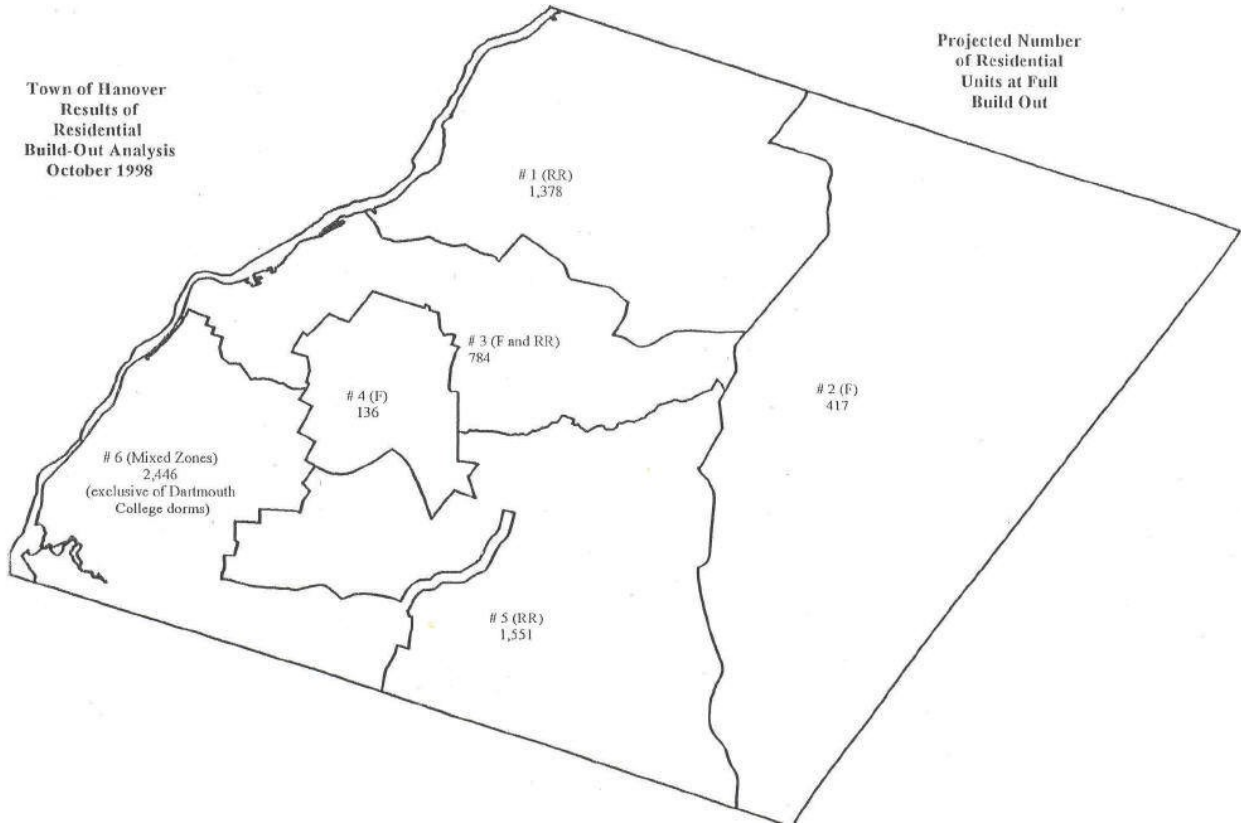 Town of Hanover
Results of
Residential
Build-Out Analysis
October 1998
Projected Number
of Residential
Units at Full
Build Out
# 1 (RR)
1,378
# 3 (F and RR)
784
# 2 (F)
417
# 4 (F)
136
# 6 (Mixed Zones)
2,446
(exclusive of Dartmouth
College dorms)
# 5 (RR)
1,551